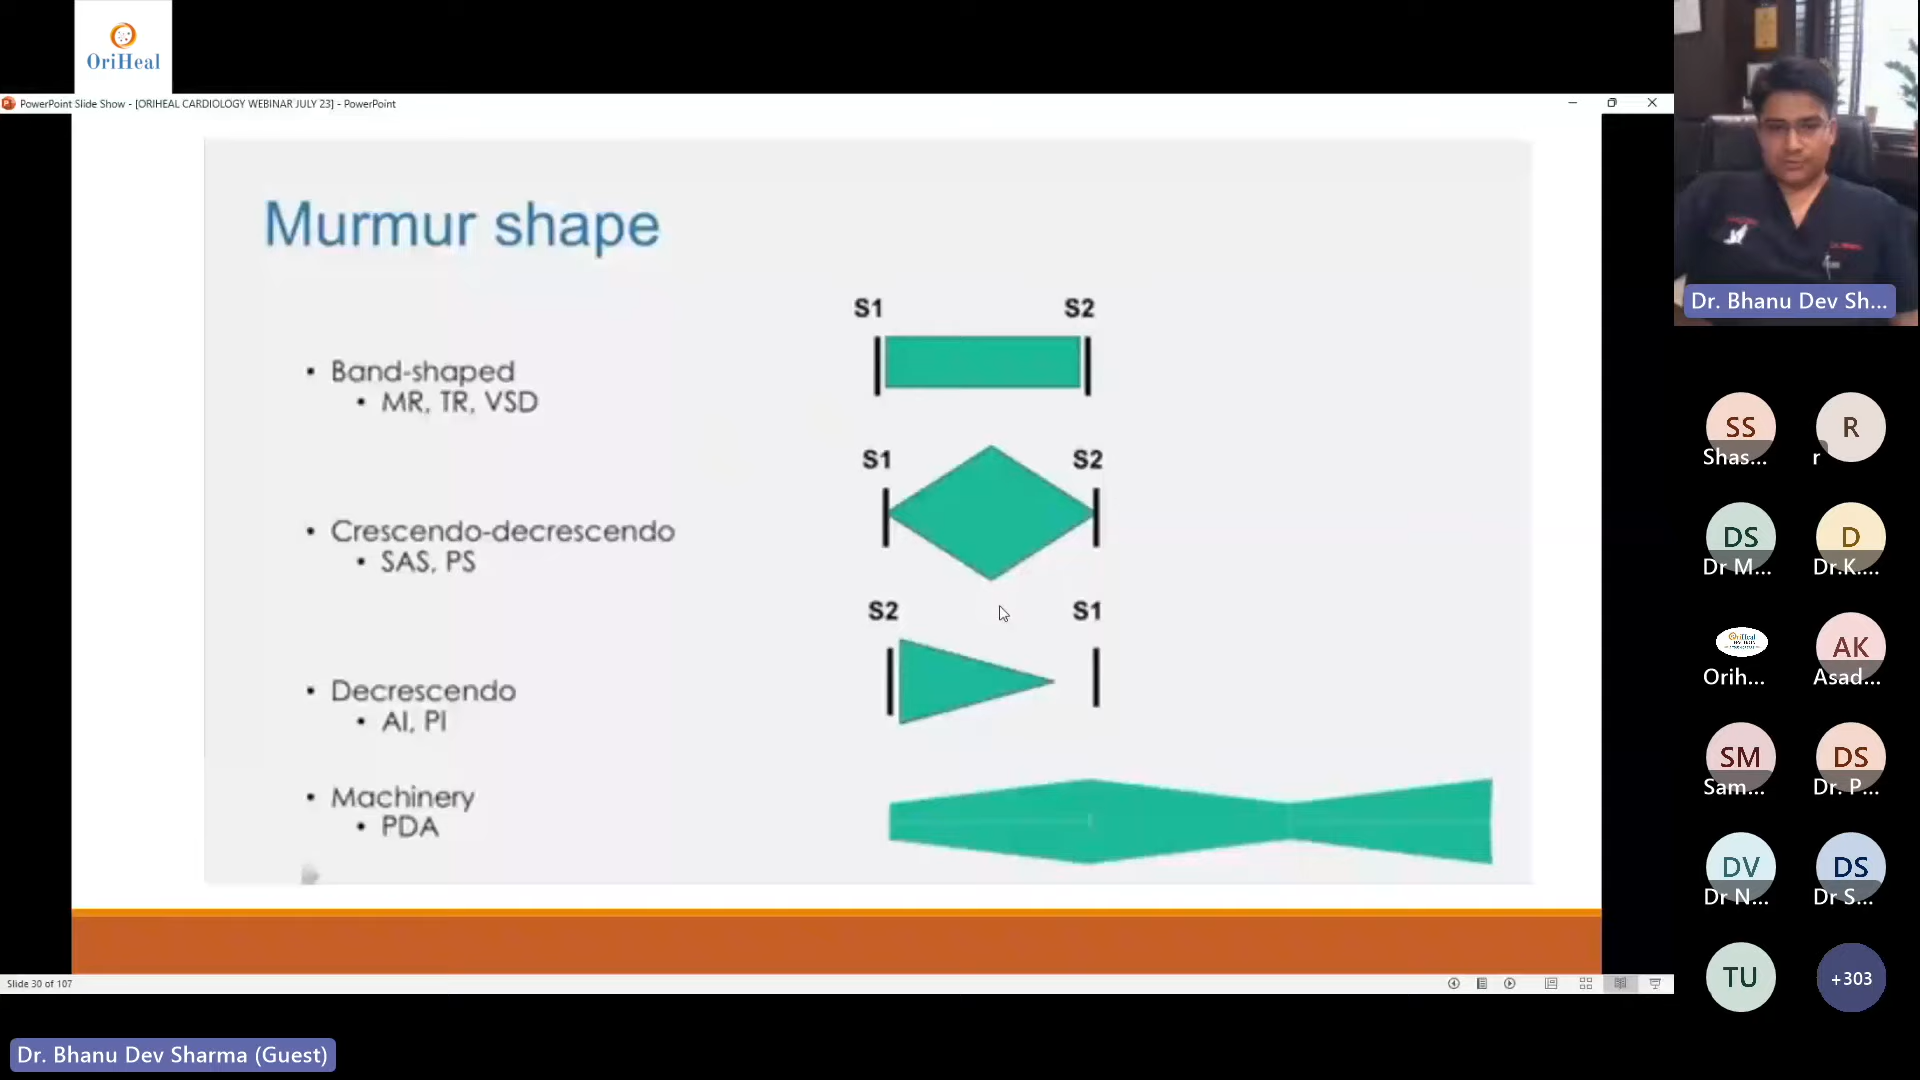 OriHeal
PowerPoint Slide Show - [ORIHEAL CARDIOLOGY WEBINAR JULY 23] - PowerPoint
Murmur shape
S1 S2
• Band-shaped
• MR, TR, VSD
S1 S2
• Crescendo-decrescendo
• SAS, PS
S2 S1
• Decrescendo
• AI, PI
• Machinery
• PDA
Slide 30 of 107
Dr. Bhanu Dev Sharma (Guest)
Dr. Bhanu Dev Sh...
SS R
Shas... r
DS D
Dr M... Dr.K....
OriHeal AK
Orih... Asad...
SM DS
Sam... Dr. P...
DV DS
Dr N... Dr S...
TU +303